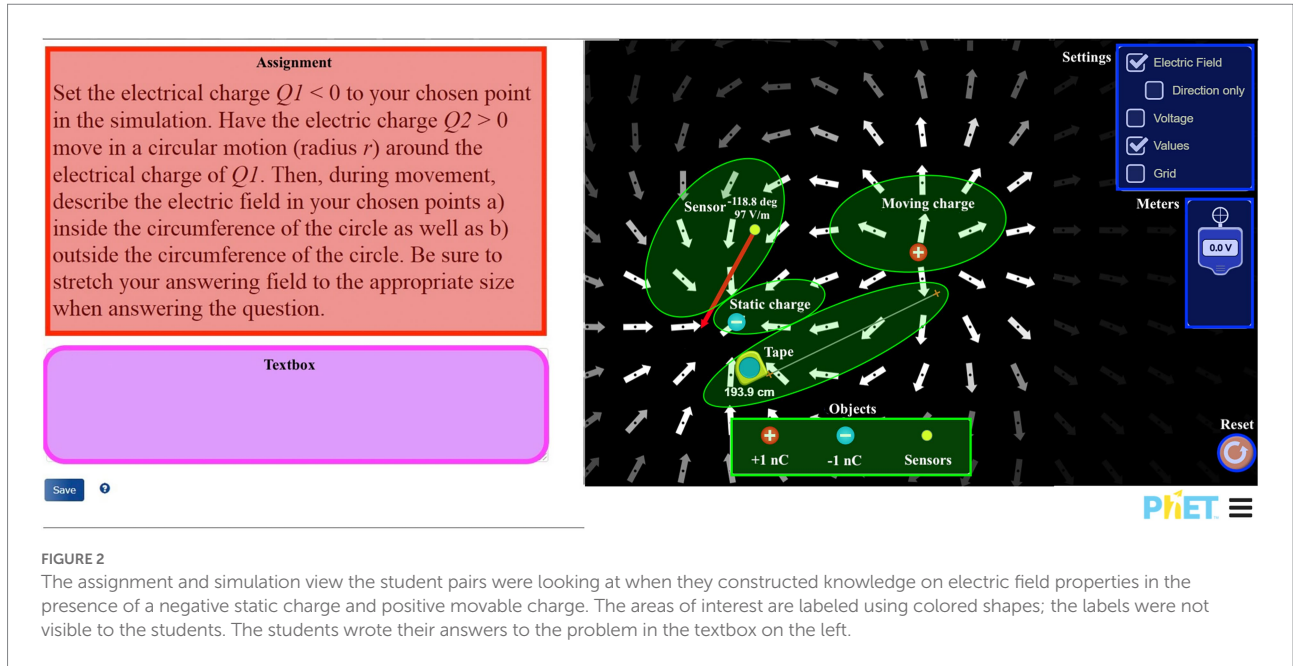 Assignment
Set the electrical charge Q1 < 0 to your chosen point
in the simulation. Have the electric charge Q2 > 0
move in a circular motion (radius r) around the
electrical charge of Q1. Then, during movement,
describe the electric field in your chosen points a)
inside the circumference of the circle as well as b)
outside the circumference of the circle. Be sure to
stretch your answering field to the appropriate size
when answering the question.
Textbox
Save
?
Settings
Electric Field
Direction only
Voltage
Values
Grid
Meters
0.0 V
Sensor
-118.8 deg
97 V/m
Moving charge
+
Static charge
−
Tape
193.9 cm
Objects
+
−
+1 nC
-1 nC
Sensors
Reset
PhET
FIGURE 2
The assignment and simulation view the student pairs were looking at when they constructed knowledge on electric field properties in the
presence of a negative static charge and positive movable charge. The areas of interest are labeled using colored shapes; the labels were not
visible to the students. The students wrote their answers to the problem in the textbox on the left.